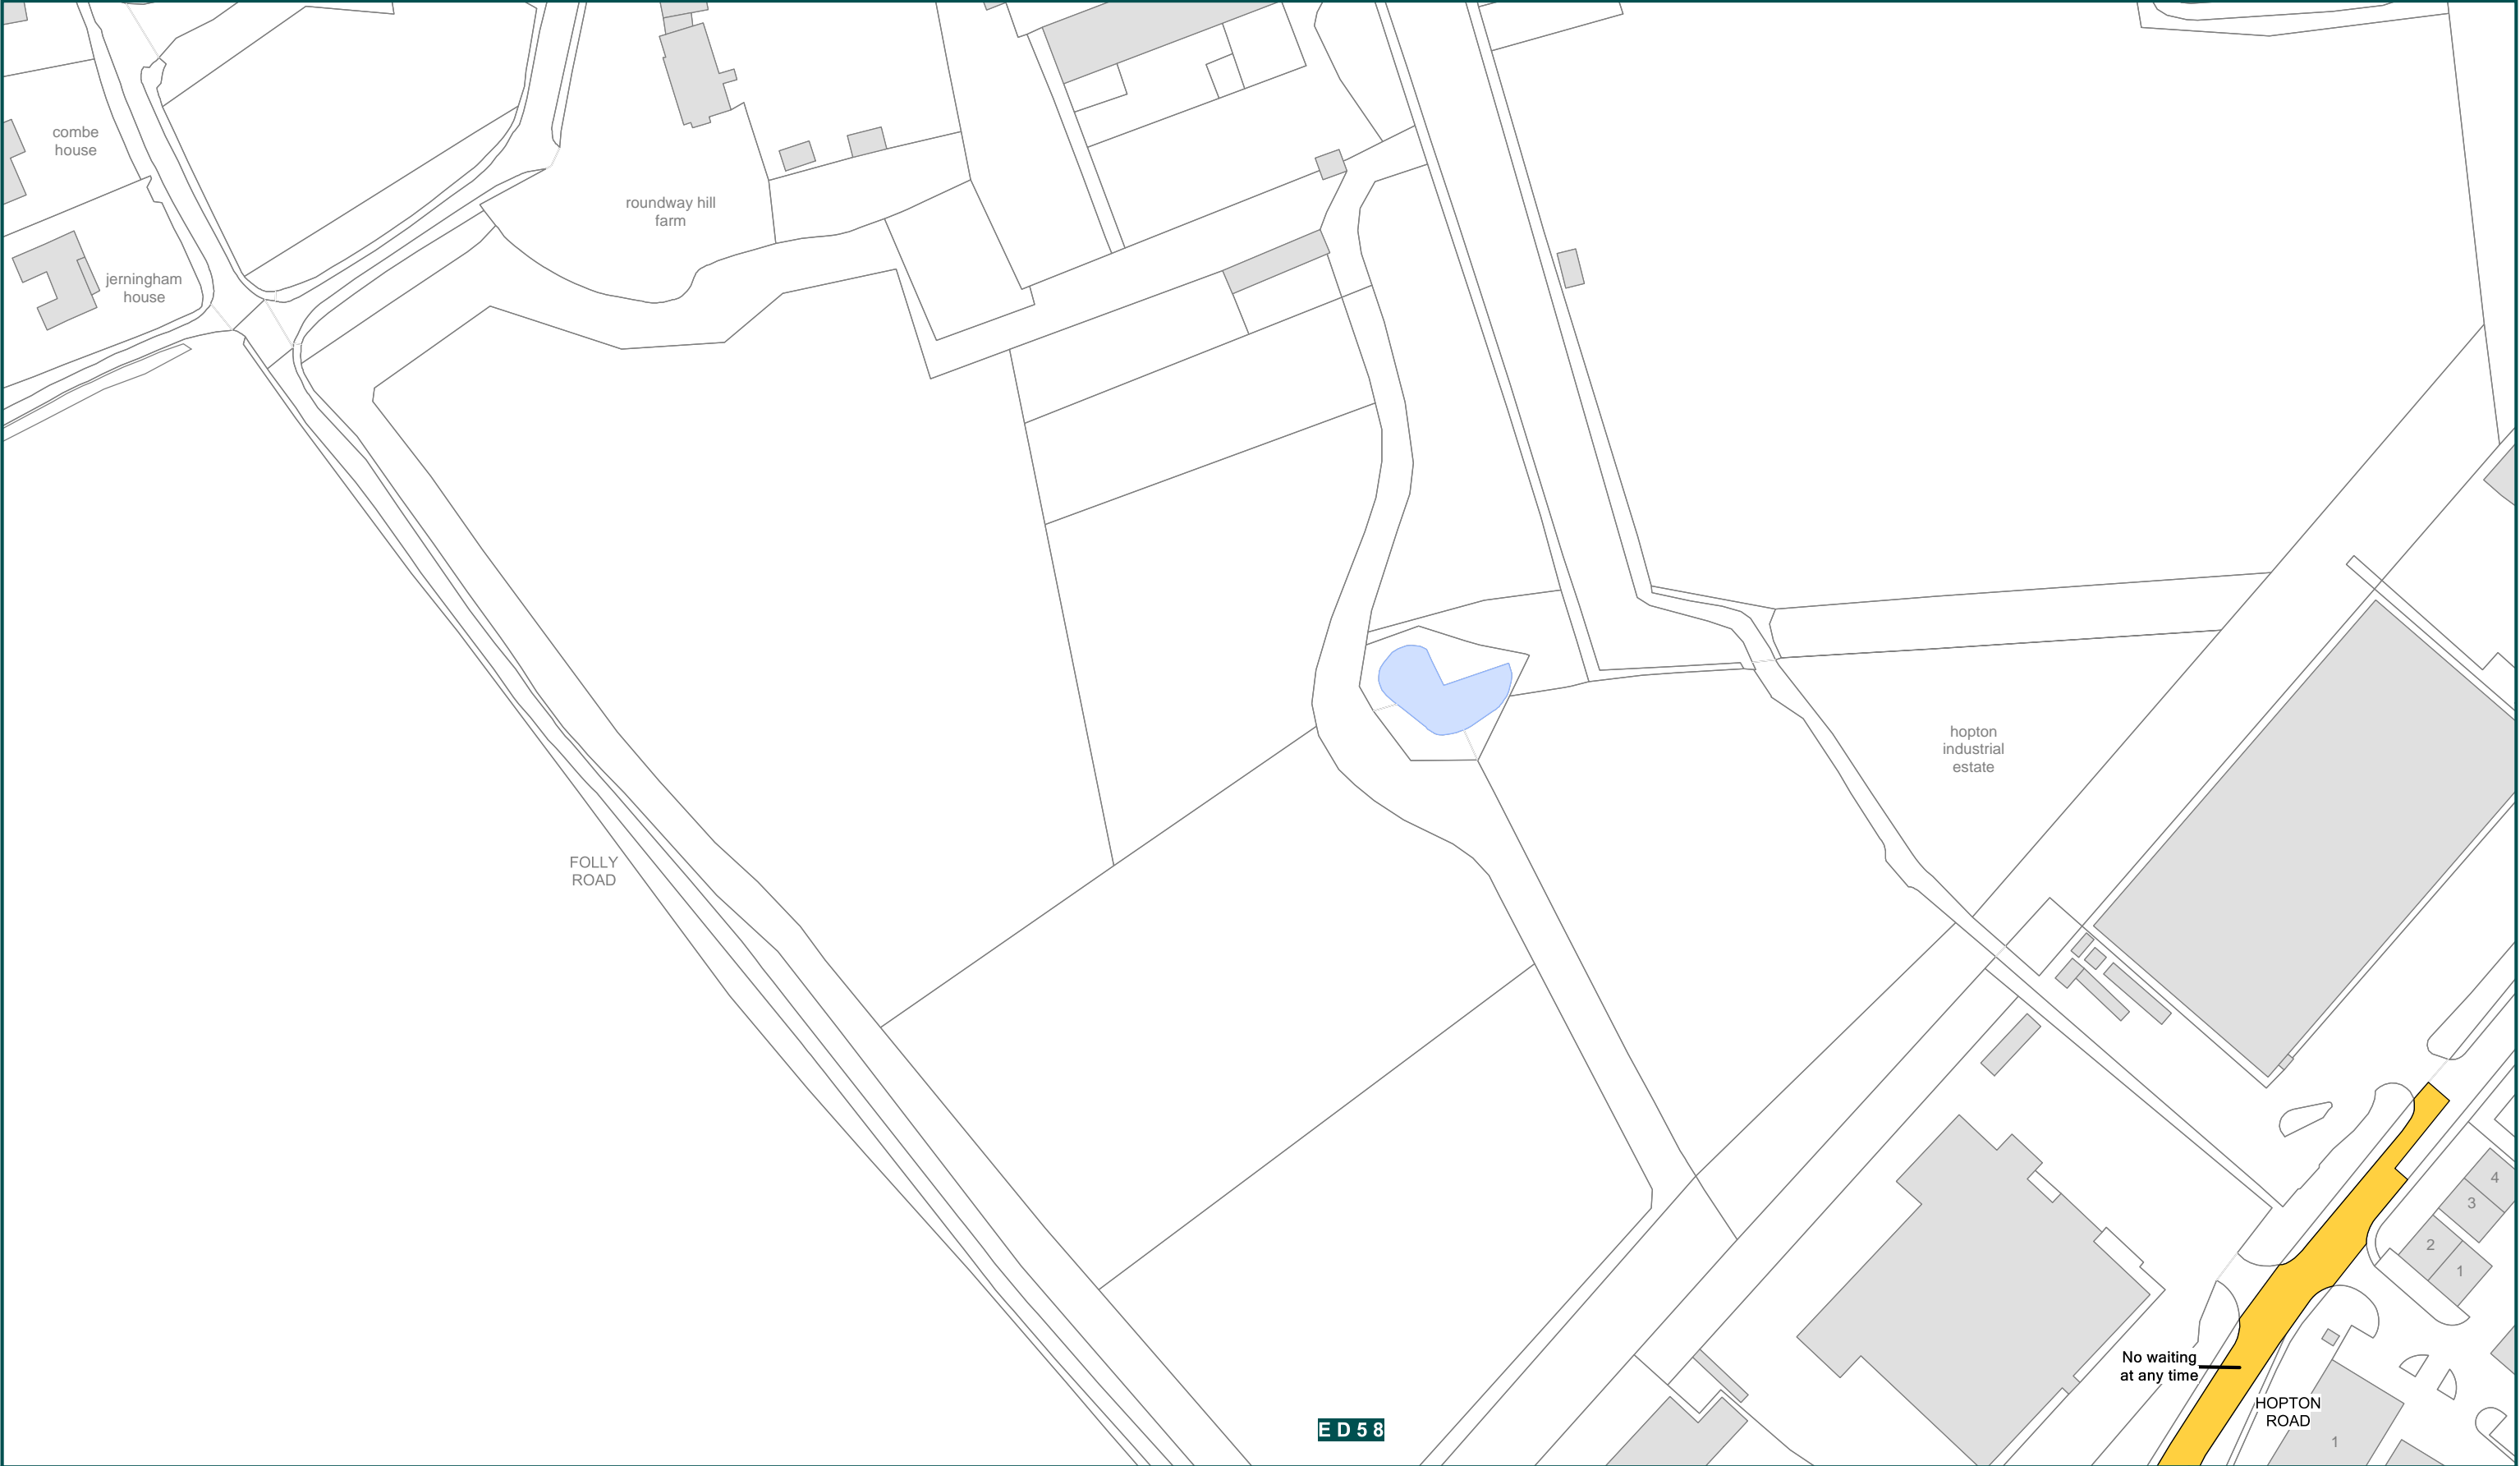 combe
house
roundway hill
farm
jerningham
house
hopton
industrial
estate
FOLLY
ROAD
4
3
2
1
No waiting
at any time
HOPTON
ROAD
1
ED58